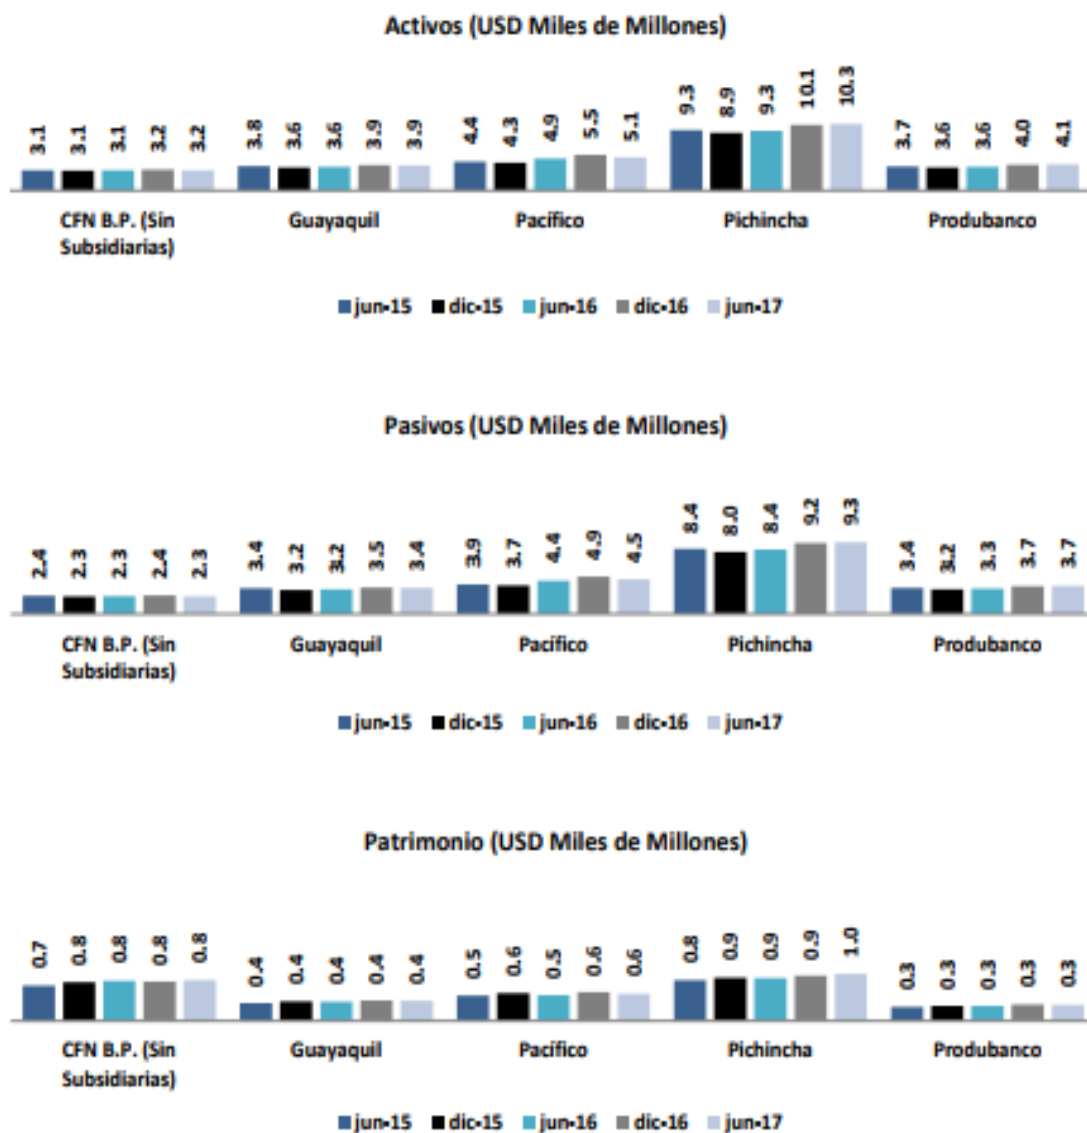 Activos (USD Miles de Millones)
3.1 3.1 3.1 3.2 3.2 3.8 3.6 3.6 3.9 3.9 4.4 4.3 4.9 5.5 5.1 9.3 8.9 9.3 10.1 10.3 3.7 3.6 3.6 4.0 4.1
CFN B.P. (Sin Guayaquil Pacífico Pichincha Produbanco
Subsidiarias)
jun-15 dic-15 jun-16 dic-16 jun-17
Pasivos (USD Miles de Millones)
2.4 2.3 2.3 2.4 2.3 3.4 3.2 3.2 3.5 3.4 3.9 3.7 4.4 4.9 4.5 8.4 8.0 8.4 9.2 9.3 3.4 3.2 3.3 3.7 3.7
CFN B.P. (Sin Guayaquil Pacífico Pichincha Produbanco
Subsidiarias)
jun-15 dic-15 jun-16 dic-16 jun-17
Patrimonio (USD Miles de Millones)
0.7 0.8 0.8 0.8 0.8 0.4 0.4 0.4 0.4 0.4 0.5 0.6 0.5 0.6 0.6 0.8 0.9 0.9 0.9 1.0 0.3 0.3 0.3 0.3 0.3
CFN B.P. (Sin Guayaquil Pacífico Pichincha Produbanco
Subsidiarias)
jun-15 dic-15 jun-16 dic-16 jun-17